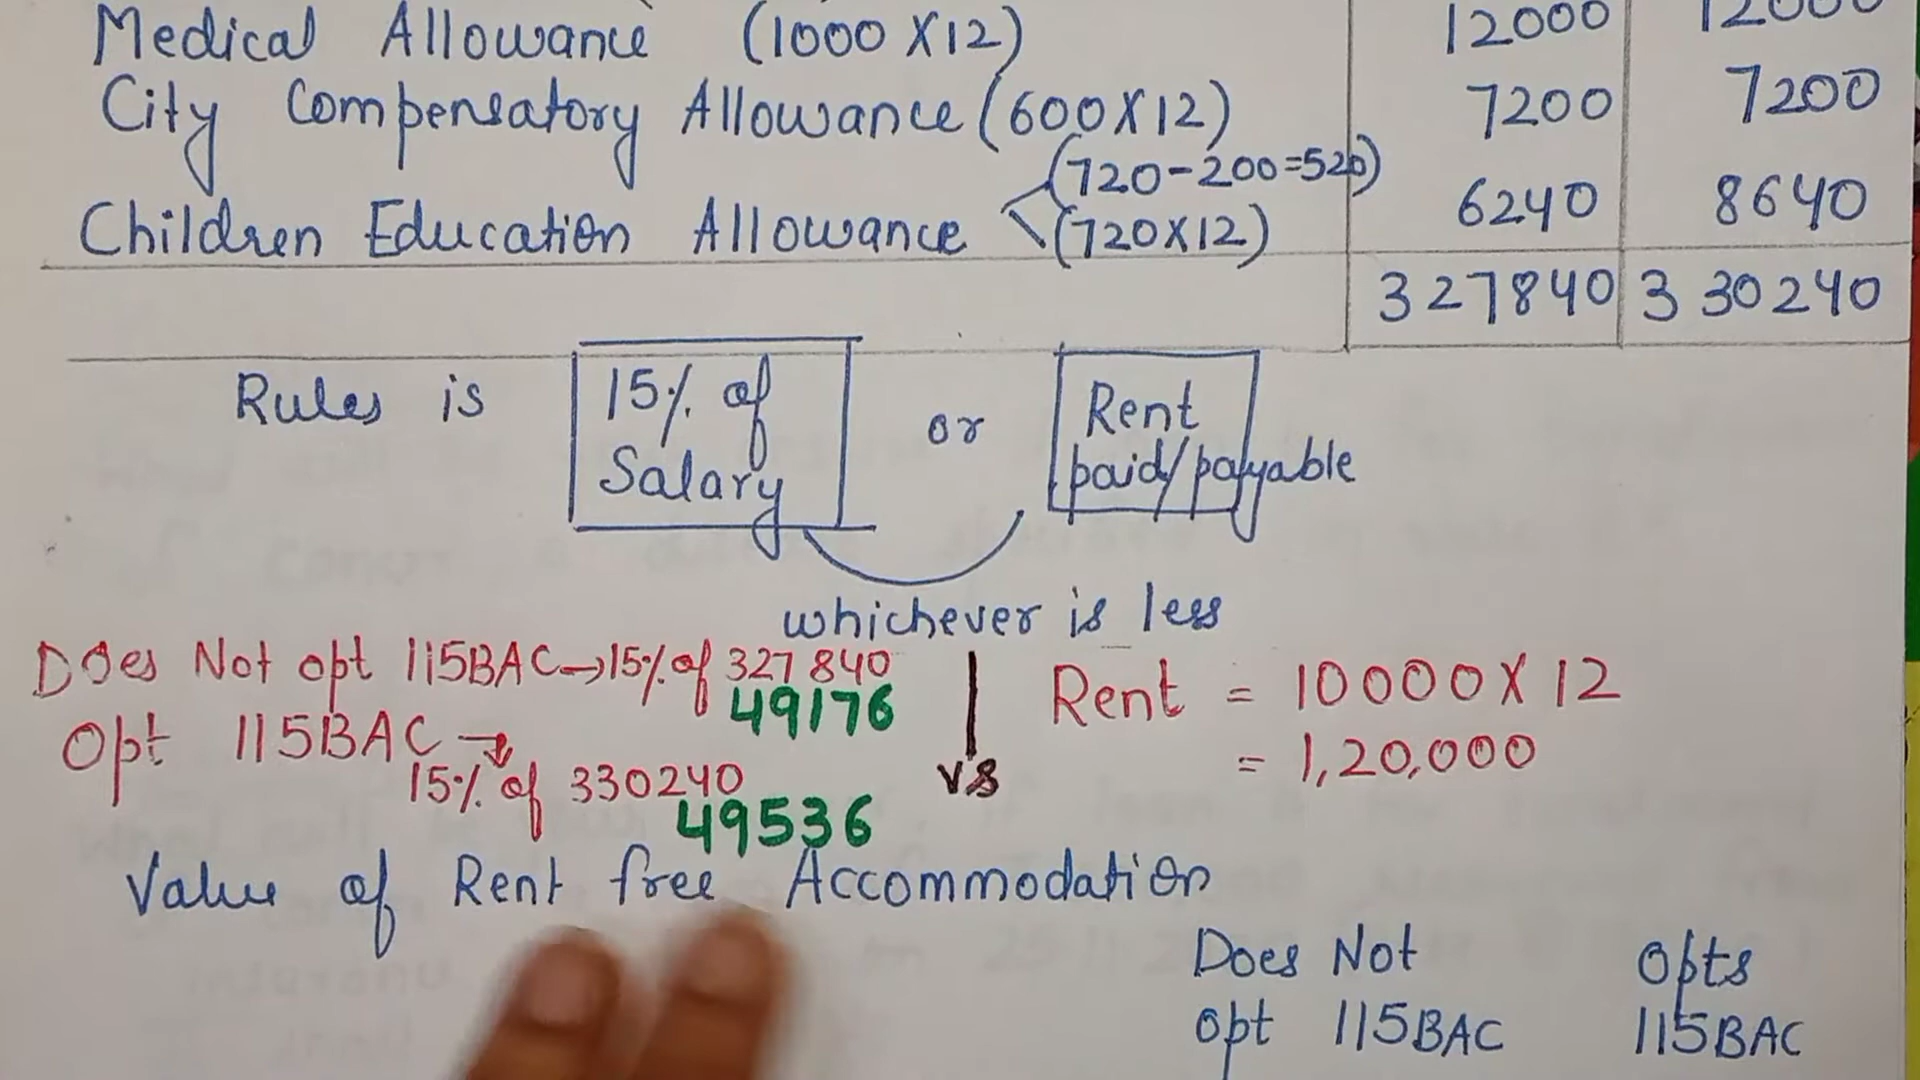 Medical Allowance (1000 X12) 12000 12000
City Compensatory Allowance (600X12) 7200 7200
(720-200=520)
Children Education Allowance (720X12) 6240 8640
327840 330240
Rules is 15% of Salary or Rent paid/payable
whichever is less
Does Not opt 115BAC→15% of 327840
49176
Opt 115BAC →
15% of 330240
49536
vs
Rent = 10000X12
= 1,20,000
Value of Rent free Accommodation
Does Not opt 115BAC
Opts 115BAC